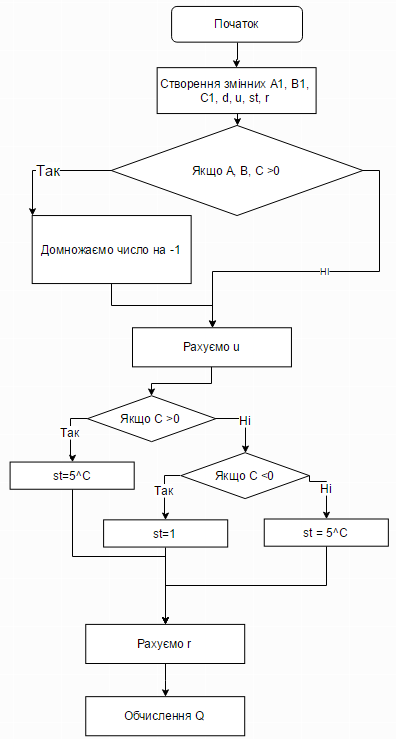 Початок
Створення змінних A1, B1,
C1, d, u, st, r
Якщо А, В, С >0
Так
Домножаємо число на -1
ні
Рахуємо u
Якщо С >0
Так
Ні
st=5^C
Якщо С <0
Так
Ні
st=1
st = 5^C
Рахуємо r
Обчислення Q